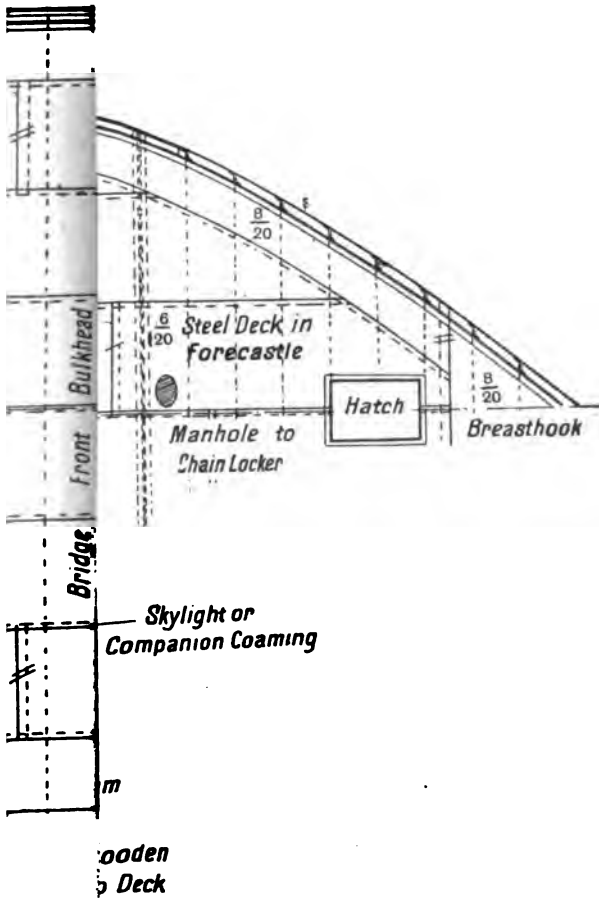 8
20
6
20
Steel Deck in
Forecastle
8
20
Hatch
Manhole to
Chain Locker
Breasthook
Bridge Front Bulkhead
Skylight or
Companion Coaming
Deck